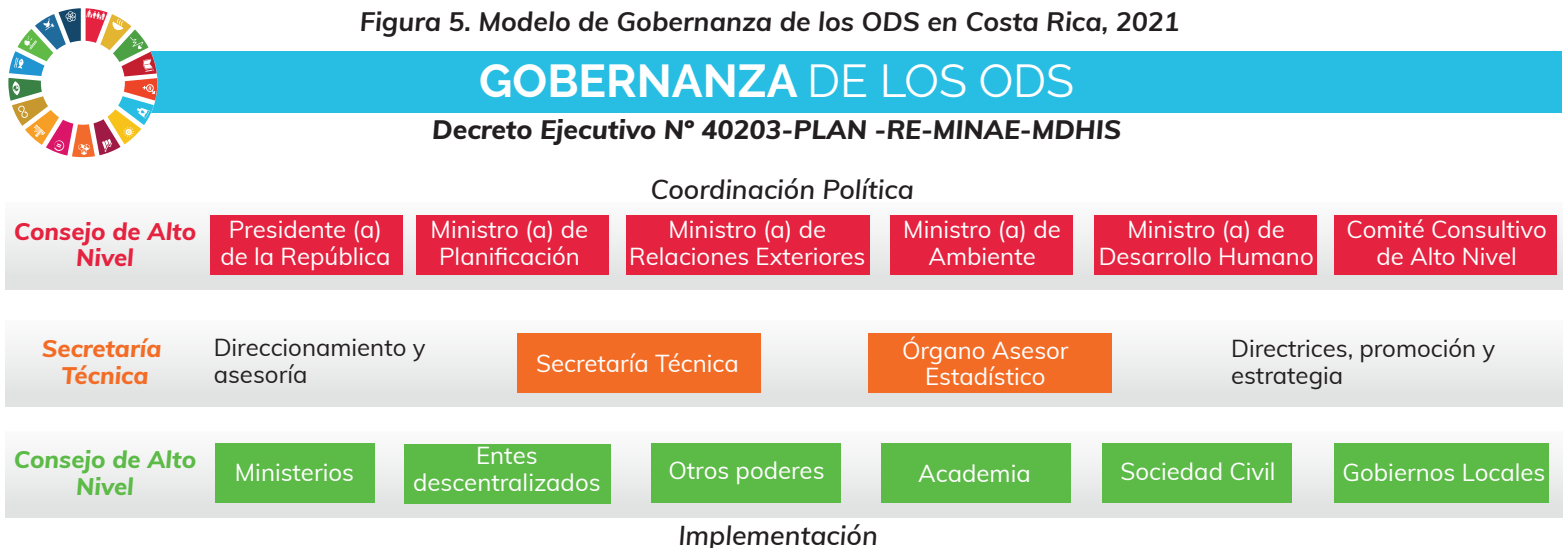 Figura 5. Modelo de Gobernanza de los ODS en Costa Rica, 2021
GOBERNANZA DE LOS ODS
Decreto Ejecutivo Nº 40203-PLAN -RE-MINAE-MDHIS
Coordinación Política
Consejo de Alto
Nivel
Presidente (a)
de la República
Ministro (a) de
Planificación
Ministro (a) de
Relaciones Exteriores
Ministro (a) de
Ambiente
Ministro (a) de
Desarrollo Humano
Comité Consultivo
de Alto Nivel
Secretaría
Técnica
Direccionamiento y
asesoría
Secretaría Técnica
Órgano Asesor
Estadístico
Directrices, promoción y
estrategia
Consejo de Alto
Nivel
Ministerios
Entes
descentralizados
Otros poderes
Academia
Sociedad Civil
Gobiernos Locales
Implementación